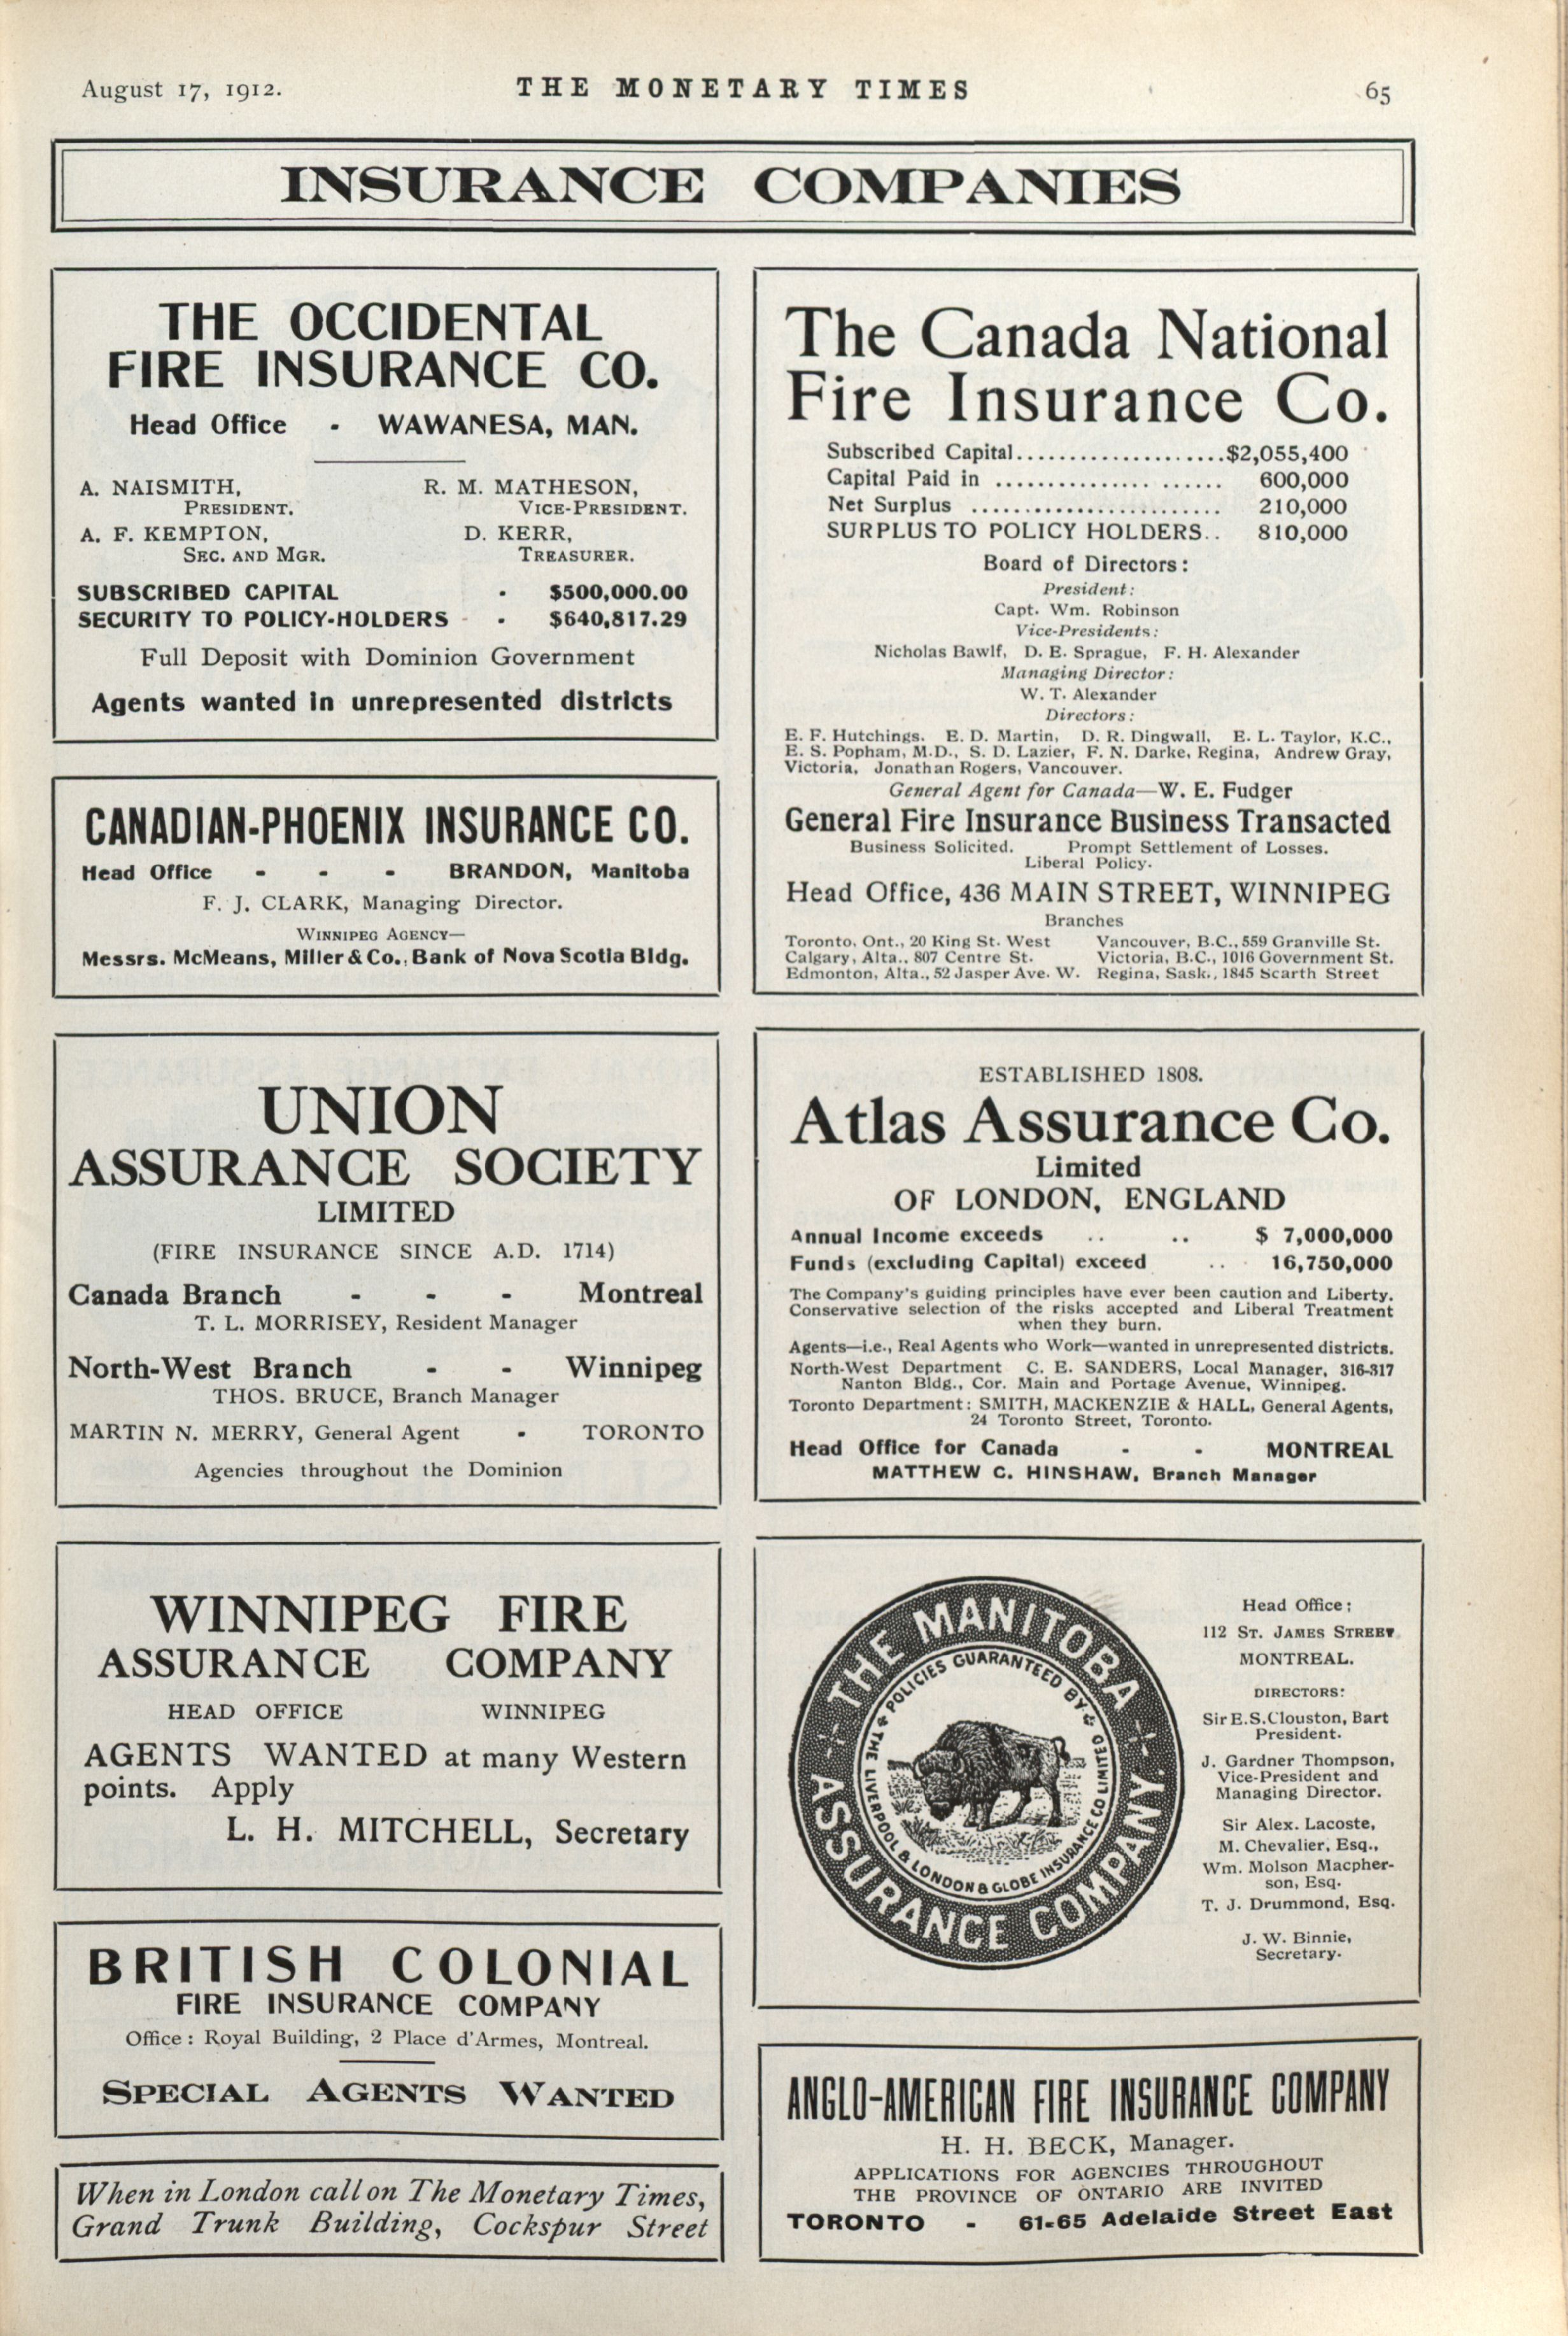 August 17, 1912.
THE MONETARY TIMES
65
INSURANCE COMPANIES
THE OCCIDENTAL
FIRE INSURANCE CO.
Head Office - WAWANESA, MAN.
A. NAISMITH, R. M. MATHESON,
PRESIDENT. VICE-PRESIDENT.
A. F. KEMPTON, D. KERR,
SEC. AND MGR. TREASURER.
SUBSCRIBED CAPITAL - $500,000.00
SECURITY TO POLICY-HOLDERS - - $640,817.29
Full Deposit with Dominion Government
Agents wanted in unrepresented districts
CANADIAN-PHOENIX INSURANCE CO.
Head Office - - - BRANDON, Manitoba
F. J. CLARK, Managing Director.
WINNIPEG AGENCY—
Messrs. McMeans, Miller & Co., Bank of Nova Scotia Bldg.
UNION
ASSURANCE SOCIETY
LIMITED
(FIRE INSURANCE SINCE A.D. 1714)
Canada Branch - - - Montreal
T. L. MORRISEY, Resident Manager
North-West Branch - - Winnipeg
THOS. BRUCE, Branch Manager
MARTIN N. MERRY, General Agent - TORONTO
Agencies throughout the Dominion
WINNIPEG FIRE
ASSURANCE COMPANY
HEAD OFFICE WINNIPEG
AGENTS WANTED at many Western
points. Apply
L. H. MITCHELL, Secretary
BRITISH COLONIAL
FIRE INSURANCE COMPANY
Office : Royal Building, 2 Place d'Armes, Montreal.
SPECIAL AGENTS WANTED
When in London call on The Monetary Times,
Grand Trunk Building, Cockspur Street
The Canada National
Fire Insurance Co.
Subscribed Capital.....................$2,055,400
Capital Paid in ............... ...... 600,000
Net Surplus ........................ 210,000
SURPLUS TO POLICY HOLDERS.. 810,000
Board of Directors :
President :
Capt. Wm. Robinson
Vice-Presidents :
Nicholas Bawlf, D. E. Sprague, F. H. Alexander
Managing Director :
W. T. Alexander
Directors :
E. F. Hutchings. E. D. Martin, D. R. Dingwall, E. L. Taylor, K.C.,
E. S. Popham, M.D., S. D. Lazier, F. N. Darke, Regina, Andrew Gray,
Victoria, Jonathan Rogers, Vancouver.
General Agent for Canada—W. E. Fudger
General Fire Insurance Business Transacted
Business Solicited. Prompt Settlement of Losses.
Liberal Policy.
Head Office, 436 MAIN STREET, WINNIPEG
Branches
Toronto, Ont., 20 King St. West Vancouver, B.C., 559 Granville St.
Calgary, Alta., 807 Centre St. Victoria, B.C., 1016 Government St.
Edmonton, Alta., 52 Jasper Ave. W. Regina, Sask., 1845 Scarth Street
ESTABLISHED 1808.
Atlas Assurance Co.
Limited
OF LONDON, ENGLAND
Annual Income exceeds .. .. $ 7,000,000
Funds (excluding Capital) exceed .. 16,750,000
The Company's guiding principles have ever been caution and Liberty.
Conservative selection of the risks accepted and Liberal Treatment
when they burn.
Agents—i.e., Real Agents who Work—wanted in unrepresented districts.
North-West Department C. E. SANDERS, Local Manager, 316-317
Nanton Bldg., Cor. Main and Portage Avenue, Winnipeg.
Toronto Department : SMITH, MACKENZIE & HALL, General Agents,
24 Toronto Street, Toronto.
Head Office for Canada - - MONTREAL
MATTHEW C. HINSHAW, Branch Manager
THE MANITOBA
ASSURANCE COMPANY.
POLICIES GUARANTEED BY
THE LIVERPOOL & LONDON & GLOBE INSURANCE CO LIMITED
Head Office :
112 ST. JAMES STREET
MONTREAL.
DIRECTORS:
Sir E. S. Clouston, Bart
President.
J. Gardner Thompson,
Vice-President and
Managing Director.
Sir Alex. Lacoste,
M. Chevalier, Esq.,
Wm. Molson Macpher-
son, Esq.
T. J. Drummond, Esq.
J. W. Binnie,
Secretary.
ANGLO-AMERICAN FIRE INSURANCE COMPANY
H. H. BECK, Manager.
APPLICATIONS FOR AGENCIES THROUGHOUT
THE PROVINCE OF ONTARIO ARE INVITED
TORONTO - 61-65 Adelaide Street East